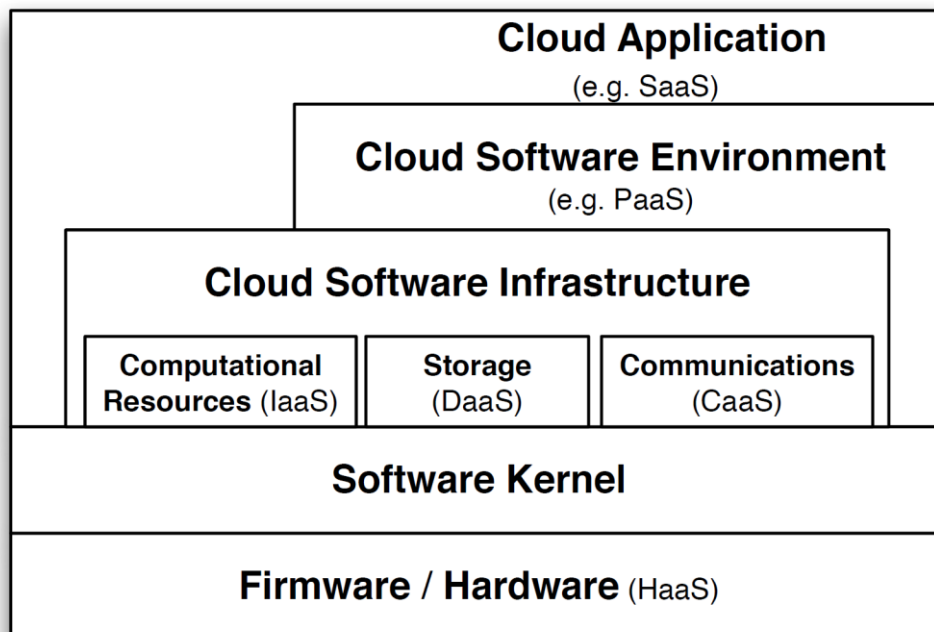 Cloud Application
(e.g. SaaS)
Cloud Software Environment
(e.g. PaaS)
Cloud Software Infrastructure
Computational
Resources (IaaS)
Storage
(DaaS)
Communications
(CaaS)
Software Kernel
Firmware / Hardware (HaaS)